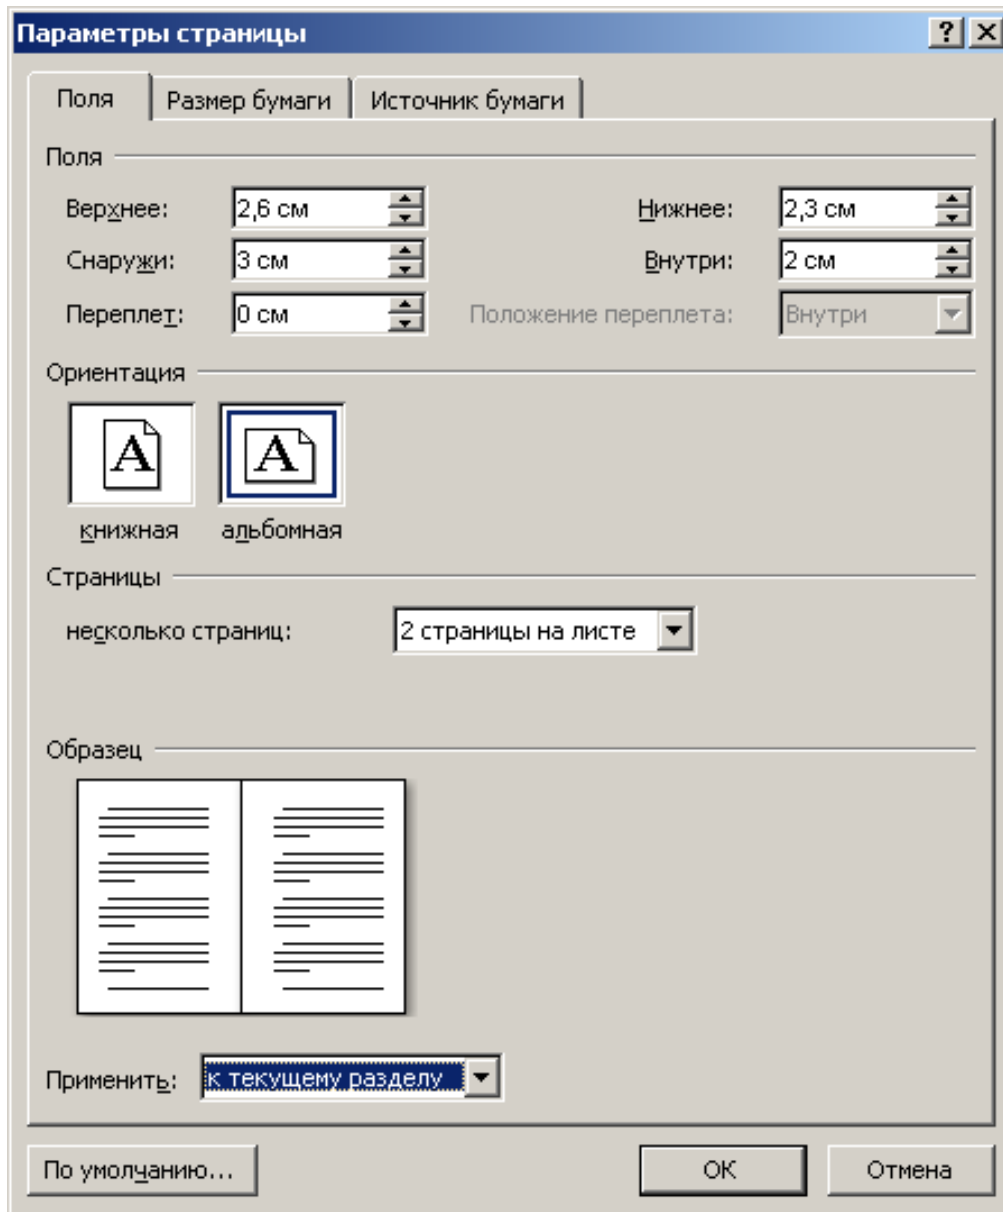 Параметры страницы
Поля Размер бумаги Источник бумаги
Поля
Верхнее: 2,6 см Нижнее: 2,3 см
Снаружи: 3 см Внутри: 2 см
Переплет: 0 см Положение переплета: Внутри
Ориентация
A A
книжная альбомная
Страницы
несколько страниц: 2 страницы на листе
Образец
Применить: к текущему разделу
По умолчанию... ОК Отмена